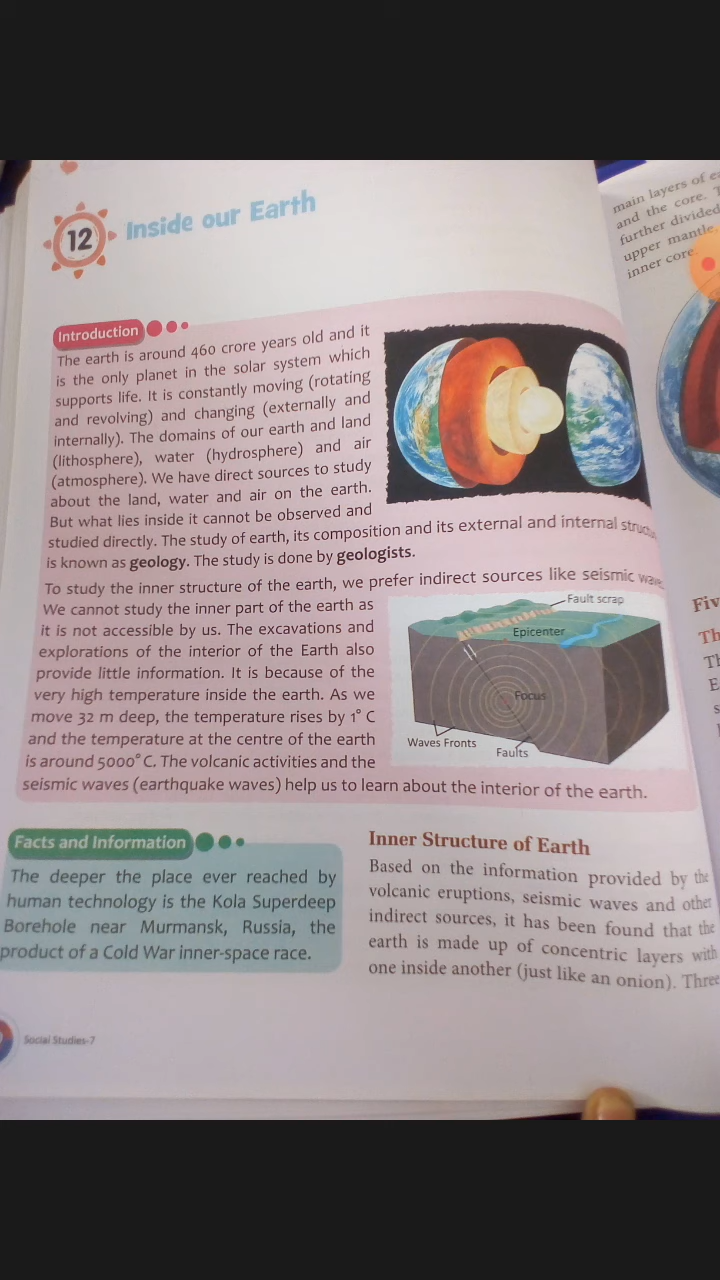 12
Inside our Earth
Introduction
The earth is around 460 crore years old and it
is the only planet in the solar system which
supports life. It is constantly moving (rotating
and revolving) and changing (externally and
internally). The domains of our earth and land
(lithosphere), water (hydrosphere) and air
(atmosphere). We have direct sources to study
about the land, water and air on the earth.
But what lies inside it cannot be observed and
studied directly. The study of earth, its composition and its external and internal
is known as geology. The study is done by geologists.
To study the inner structure of the earth, we prefer indirect sources like seismic
We cannot study the inner part of the earth as
it is not accessible by us. The excavations and
explorations of the interior of the Earth also
provide little information. It is because of the
very high temperature inside the earth. As we
move 32 m deep, the temperature rises by 1° C
and the temperature at the centre of the earth
is around 5000° C. The volcanic activities and the
seismic waves (earthquake waves) help us to learn about the interior of the earth.
Fault scrap
Epicenter
Focus
Waves Fronts
Faults
Facts and Information
The deeper the place ever reached by
human technology is the Kola Superdeep
Borehole near Murmansk, Russia, the
product of a Cold War inner-space race.
Inner Structure of Earth
Based on the information provided by the
volcanic eruptions, seismic waves and other
indirect sources, it has been found that the
earth is made up of concentric layers with
one inside another (just like an onion). Three
Social Studies-7
main layers of
and the core.
further divided
upper mantle,
inner core.